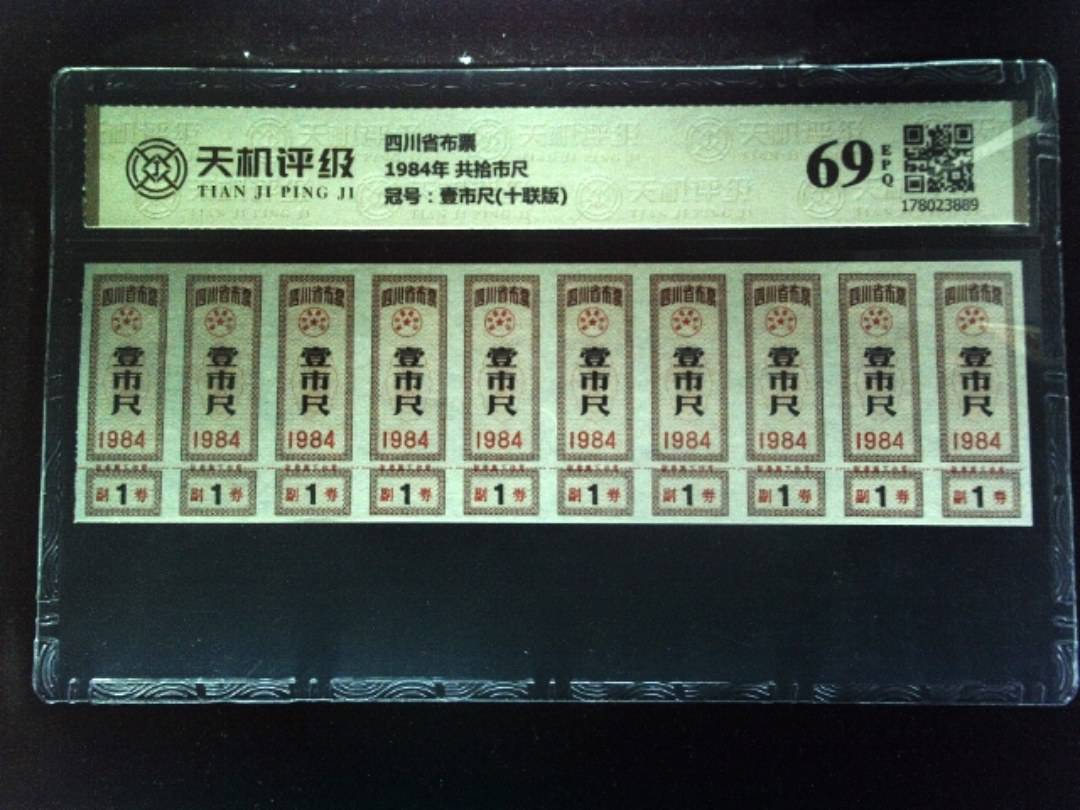 天机评级
TIAN JI PING JI
四川省布票
1984年 共拾市尺
冠号：壹市尺(十联版)
69
EPQ
178023889
四川省布票 四川省布票 四川省布票 四川省布票 四川省布票 四川省布票 四川省布票 四川省布票 四川省布票 四川省布票
壹市尺 壹市尺 壹市尺 壹市尺 壹市尺 壹市尺 壹市尺 壹市尺 壹市尺 壹市尺
1984 1984 1984 1984 1984 1984 1984 1984 1984 1984
副1券 副1券 副1券 副1券 副1券 副1券 副1券 副1券 副1券 副1券